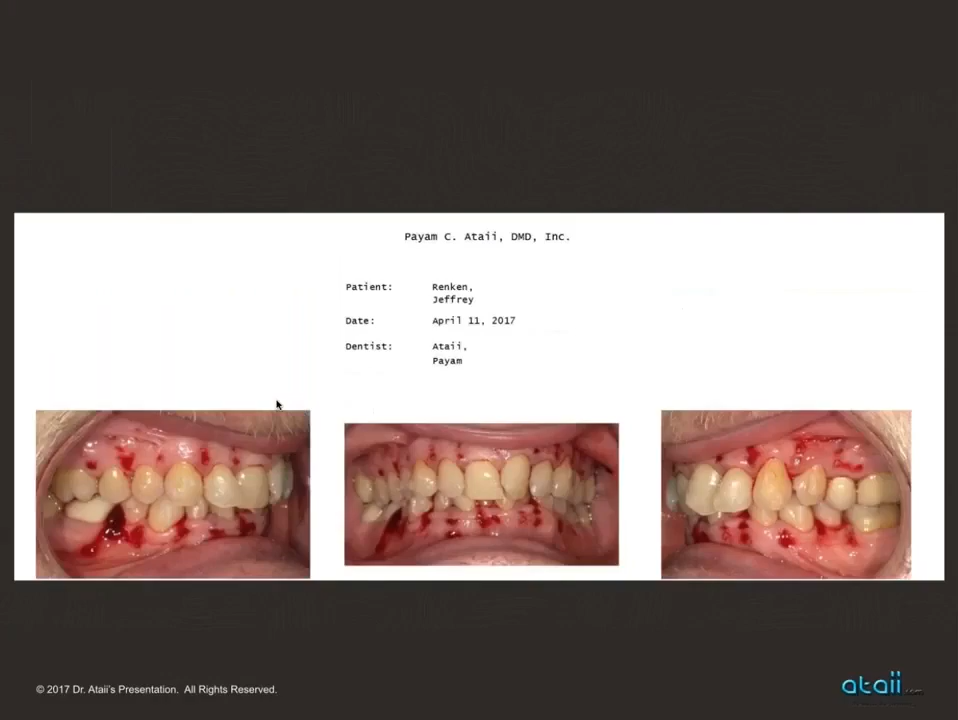 Payam C. Ataii, DMD, Inc.
Patient: Renken,
Jeffrey
Date: April 11, 2017
Dentist: Ataii,
Payam
© 2017 Dr. Ataii's Presentation. All Rights Reserved.
ataii.com